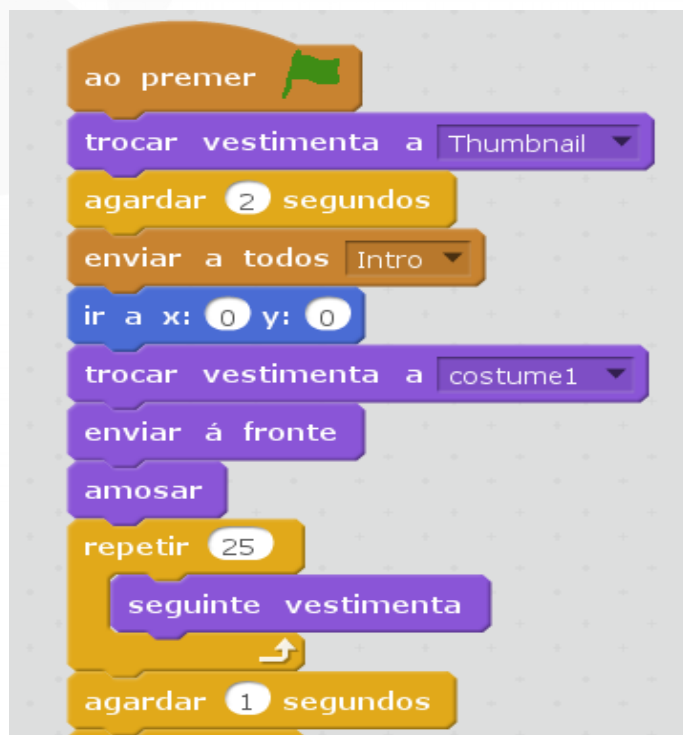 ao premer
trocar vestimenta a Thumbnail
agardar 2 segundos
enviar a todos Intro
ir a x: 0 y: 0
trocar vestimenta a costume1
enviar á fronte
amosar
repetir 25
seguinte vestimenta
agardar 1 segundos